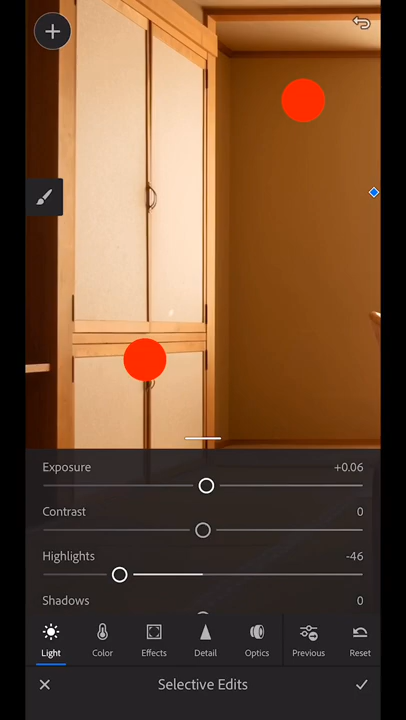 Exposure +0.06
Contrast 0
Highlights -46
Shadows 0
Light Color Effects Detail Optics Previous Reset
Selective Edits